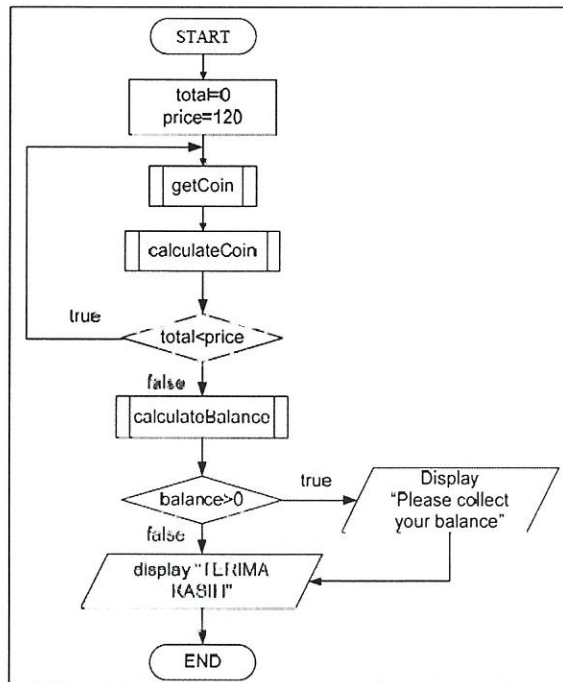 START
total=0
price=120
getCoin
calculateCoin
true
total<price
false
calculateBalance
balance>0
true
Display
"Please collect
your balance"
false
display "TERIMA
KASIH"
END